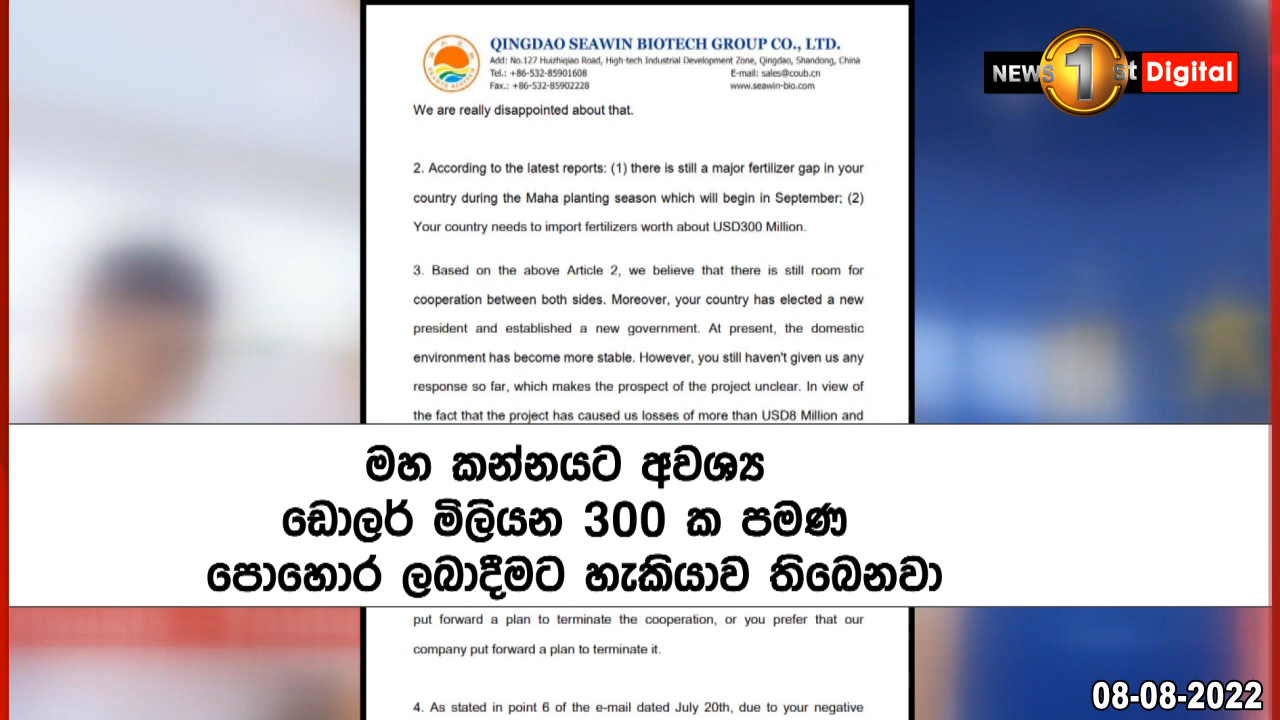 QINGDAO SEAWIN BIOTECH GROUP CO., LTD.
Add: No.127 Huizhiqiao Road, High-tech Industrial Development Zone, Qingdao, Shandong, China
Tel.: +86-532-85901608 E-mail: sales@coub.cn
Fax.: +86-532-85902228 www.seawin-bio.com
NEWS 1st Digital
We are really disappointed about that.
2. According to the latest reports: (1) there is still a major fertilizer gap in your
country during the Maha planting season which will begin in September; (2)
Your country needs to import fertilizers worth about USD300 Million.
3. Based on the above Article 2, we believe that there is still room for
cooperation between both sides. Moreover, your country has elected a new
president and established a new government. At present, the domestic
environment has become more stable. However, you still haven't given us any
response so far, which makes the prospect of the project unclear. In view of
the fact that the project has caused us losses of more than USD8 Million and
මහ කන්නයට අවශ්‍ය
ඩොලර් මිලියන 300 ක පමණ
පොහොර ලබාදීමට හැකියාව තිබෙනවා
put forward a plan to terminate the cooperation, or you prefer that our
company put forward a plan to terminate it.
4. As stated in point 6 of the e-mail dated July 20th, due to your negative
08-08-2022